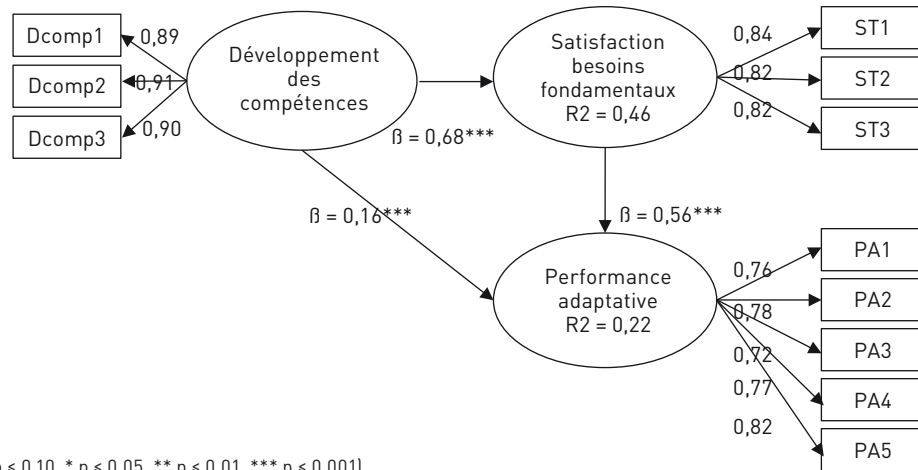 Dcomp1
Dcomp2
Dcomp3
0,89
0,91
0,90
Développement
des
compétences
ß = 0,68***
ß = 0,16***
Satisfaction
besoins
fondamentaux
R2 = 0,46
0,84
0,82
0,82
ST1
ST2
ST3
ß = 0,56***
Performance
adaptative
R2 = 0,22
0,76
0,78
0,72
0,77
0,82
PA1
PA2
PA3
PA4
PA5
< 0,10, * p < 0,05, ** p < 0,01, *** p < 0,001)